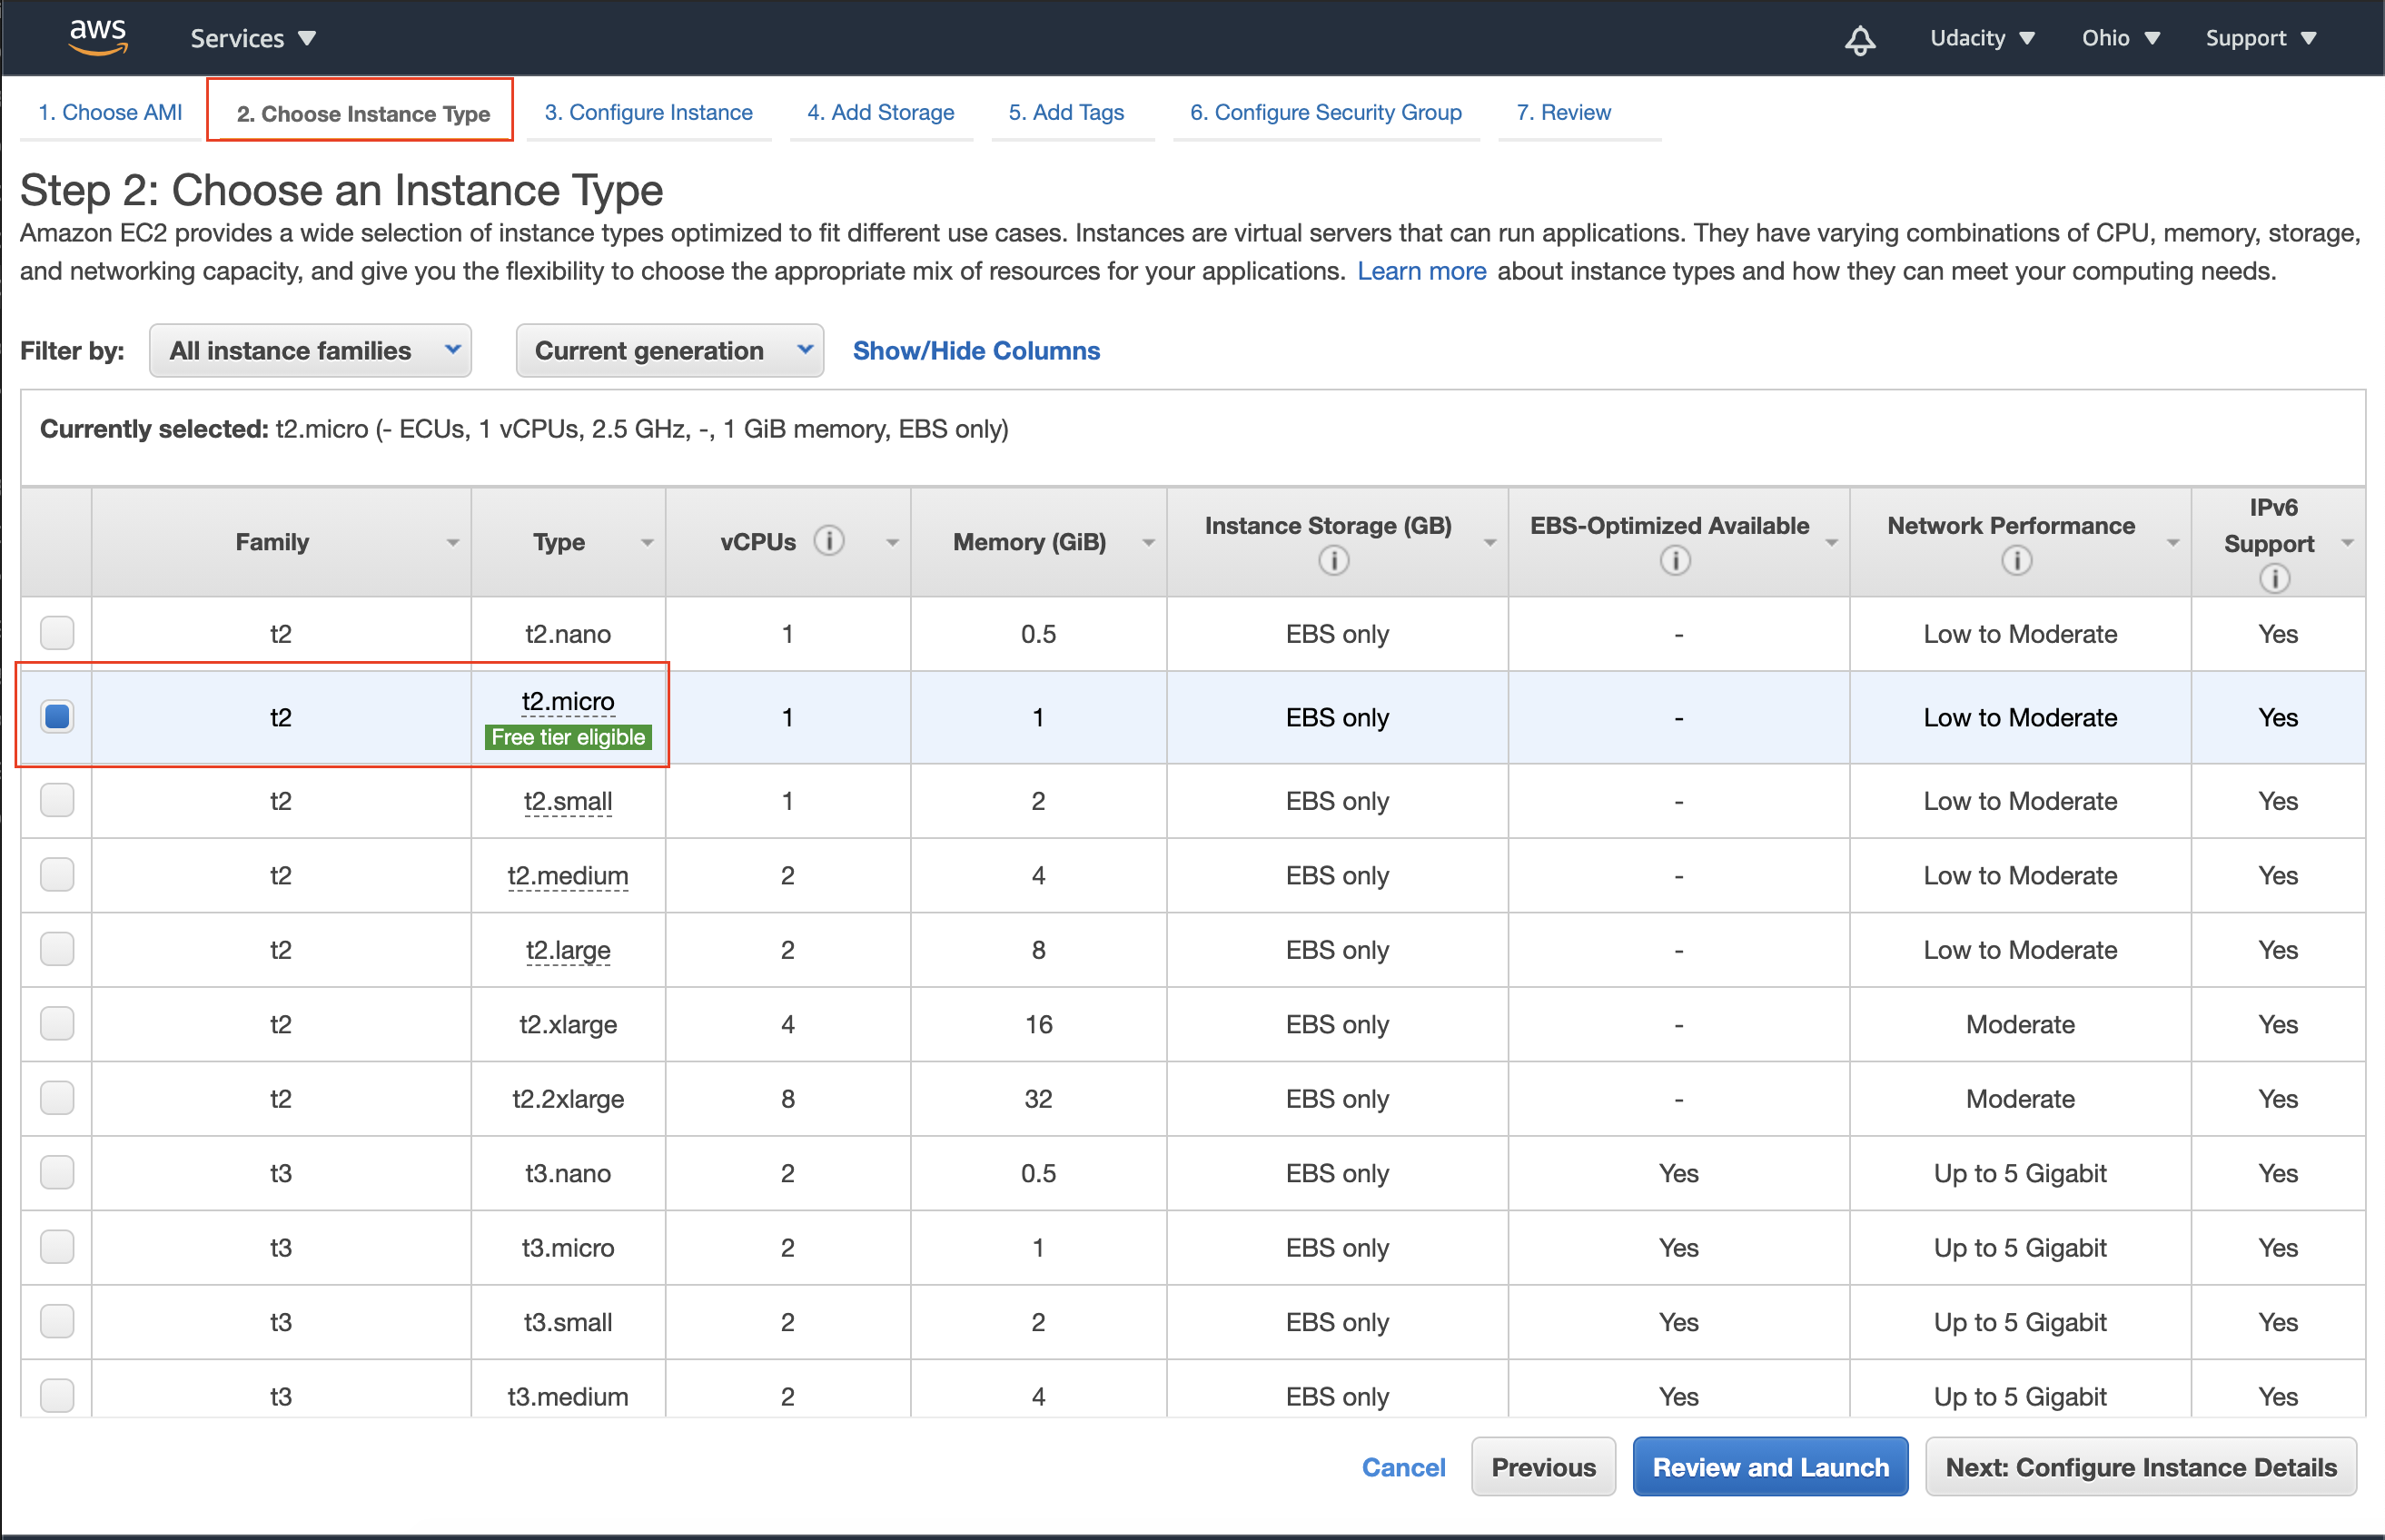 aws Services Udacity Ohio Support
1. Choose AMI 2. Choose Instance Type 3. Configure Instance 4. Add Storage 5. Add Tags 6. Configure Security Group 7. Review
Step 2: Choose an Instance Type
Amazon EC2 provides a wide selection of instance types optimized to fit different use cases. Instances are virtual servers that can run applications. They have varying combinations of CPU, memory, storage,
and networking capacity, and give you the flexibility to choose the appropriate mix of resources for your applications. Learn more about instance types and how they can meet your computing needs.
Filter by: All instance families Current generation Show/Hide Columns
Currently selected: t2.micro (- ECUs, 1 vCPUs, 2.5 GHz, -, 1 GiB memory, EBS only)
Family Type vCPUs i Memory (GiB) Instance Storage (GB) i EBS-Optimized Available i Network Performance i IPv6 Support i
t2 t2.nano 1 0.5 EBS only - Low to Moderate Yes
t2 t2.micro Free tier eligible 1 1 EBS only - Low to Moderate Yes
t2 t2.small 1 2 EBS only - Low to Moderate Yes
t2 t2.medium 2 4 EBS only - Low to Moderate Yes
t2 t2.large 2 8 EBS only - Low to Moderate Yes
t2 t2.xlarge 4 16 EBS only - Moderate Yes
t2 t2.2xlarge 8 32 EBS only - Moderate Yes
t3 t3.nano 2 0.5 EBS only Yes Up to 5 Gigabit Yes
t3 t3.micro 2 1 EBS only Yes Up to 5 Gigabit Yes
t3 t3.small 2 2 EBS only Yes Up to 5 Gigabit Yes
t3 t3.medium 2 4 EBS only Yes Up to 5 Gigabit Yes
Cancel Previous Review and Launch Next: Configure Instance Details